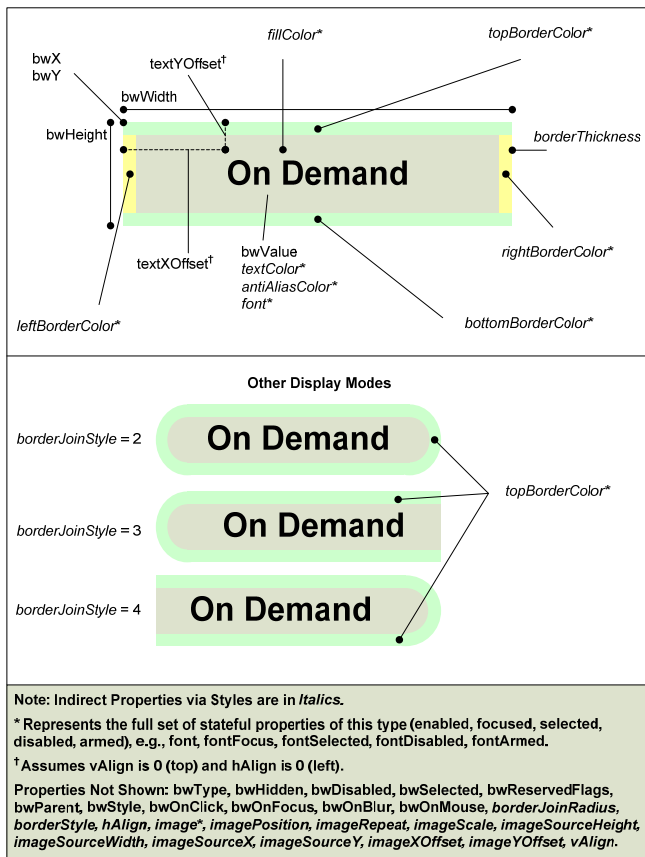 fillColor*
topBorderColor*
bwX
bwY
textYOffset†
bwWidth
bwHeight
borderThickness
On Demand
textXOffset†
bwValue
textColor*
antiAliasColor*
font*
rightBorderColor*
leftBorderColor*
bottomBorderColor*
Other Display Modes
borderJoinStyle = 2
On Demand
topBorderColor*
borderJoinStyle = 3
On Demand
borderJoinStyle = 4
On Demand
Note: Indirect Properties via Styles are in Italics.
* Represents the full set of stateful properties of this type (enabled, focused, selected,
disabled, armed), e.g., font, fontFocus, fontSelected, fontDisabled, fontArmed.
† Assumes vAlign is 0 (top) and hAlign is 0 (left).
Properties Not Shown: bwType, bwHidden, bwDisabled, bwSelected, bwReservedFlags,
bwParent, bwStyle, bwOnClick, bwOnFocus, bwOnBlur, bwOnMouse, borderJoinRadius,
borderStyle, hAlign, image*, imagePosition, imageRepeat, imageScale, imageSourceHeight,
imageSourceWidth, imageSourceX, imageSourceY, imageXOffset, imageYOffset, vAlign.